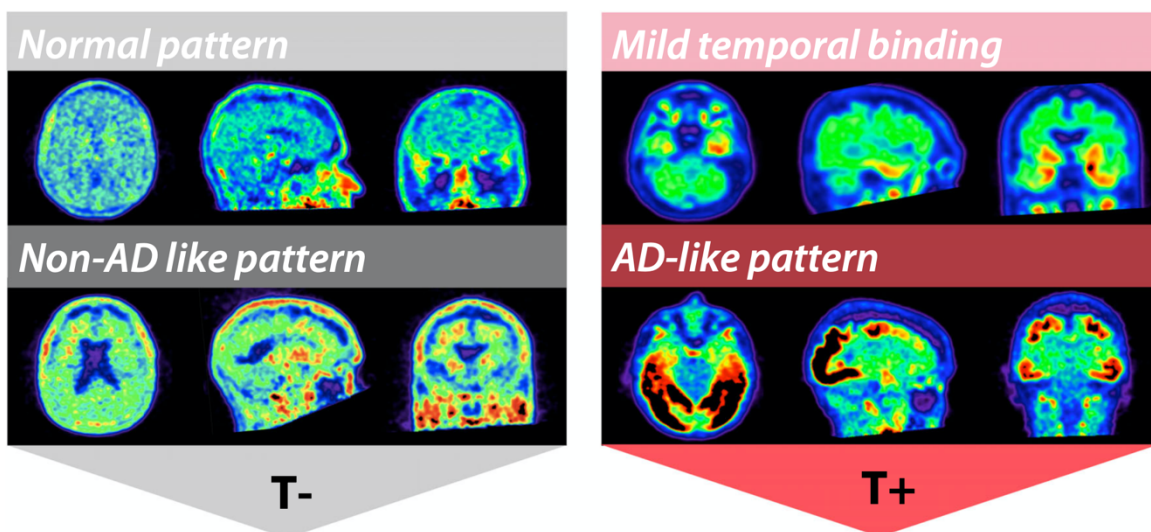 Normal pattern
Mild temporal binding
Non-AD like pattern
AD-like pattern
T-
T+